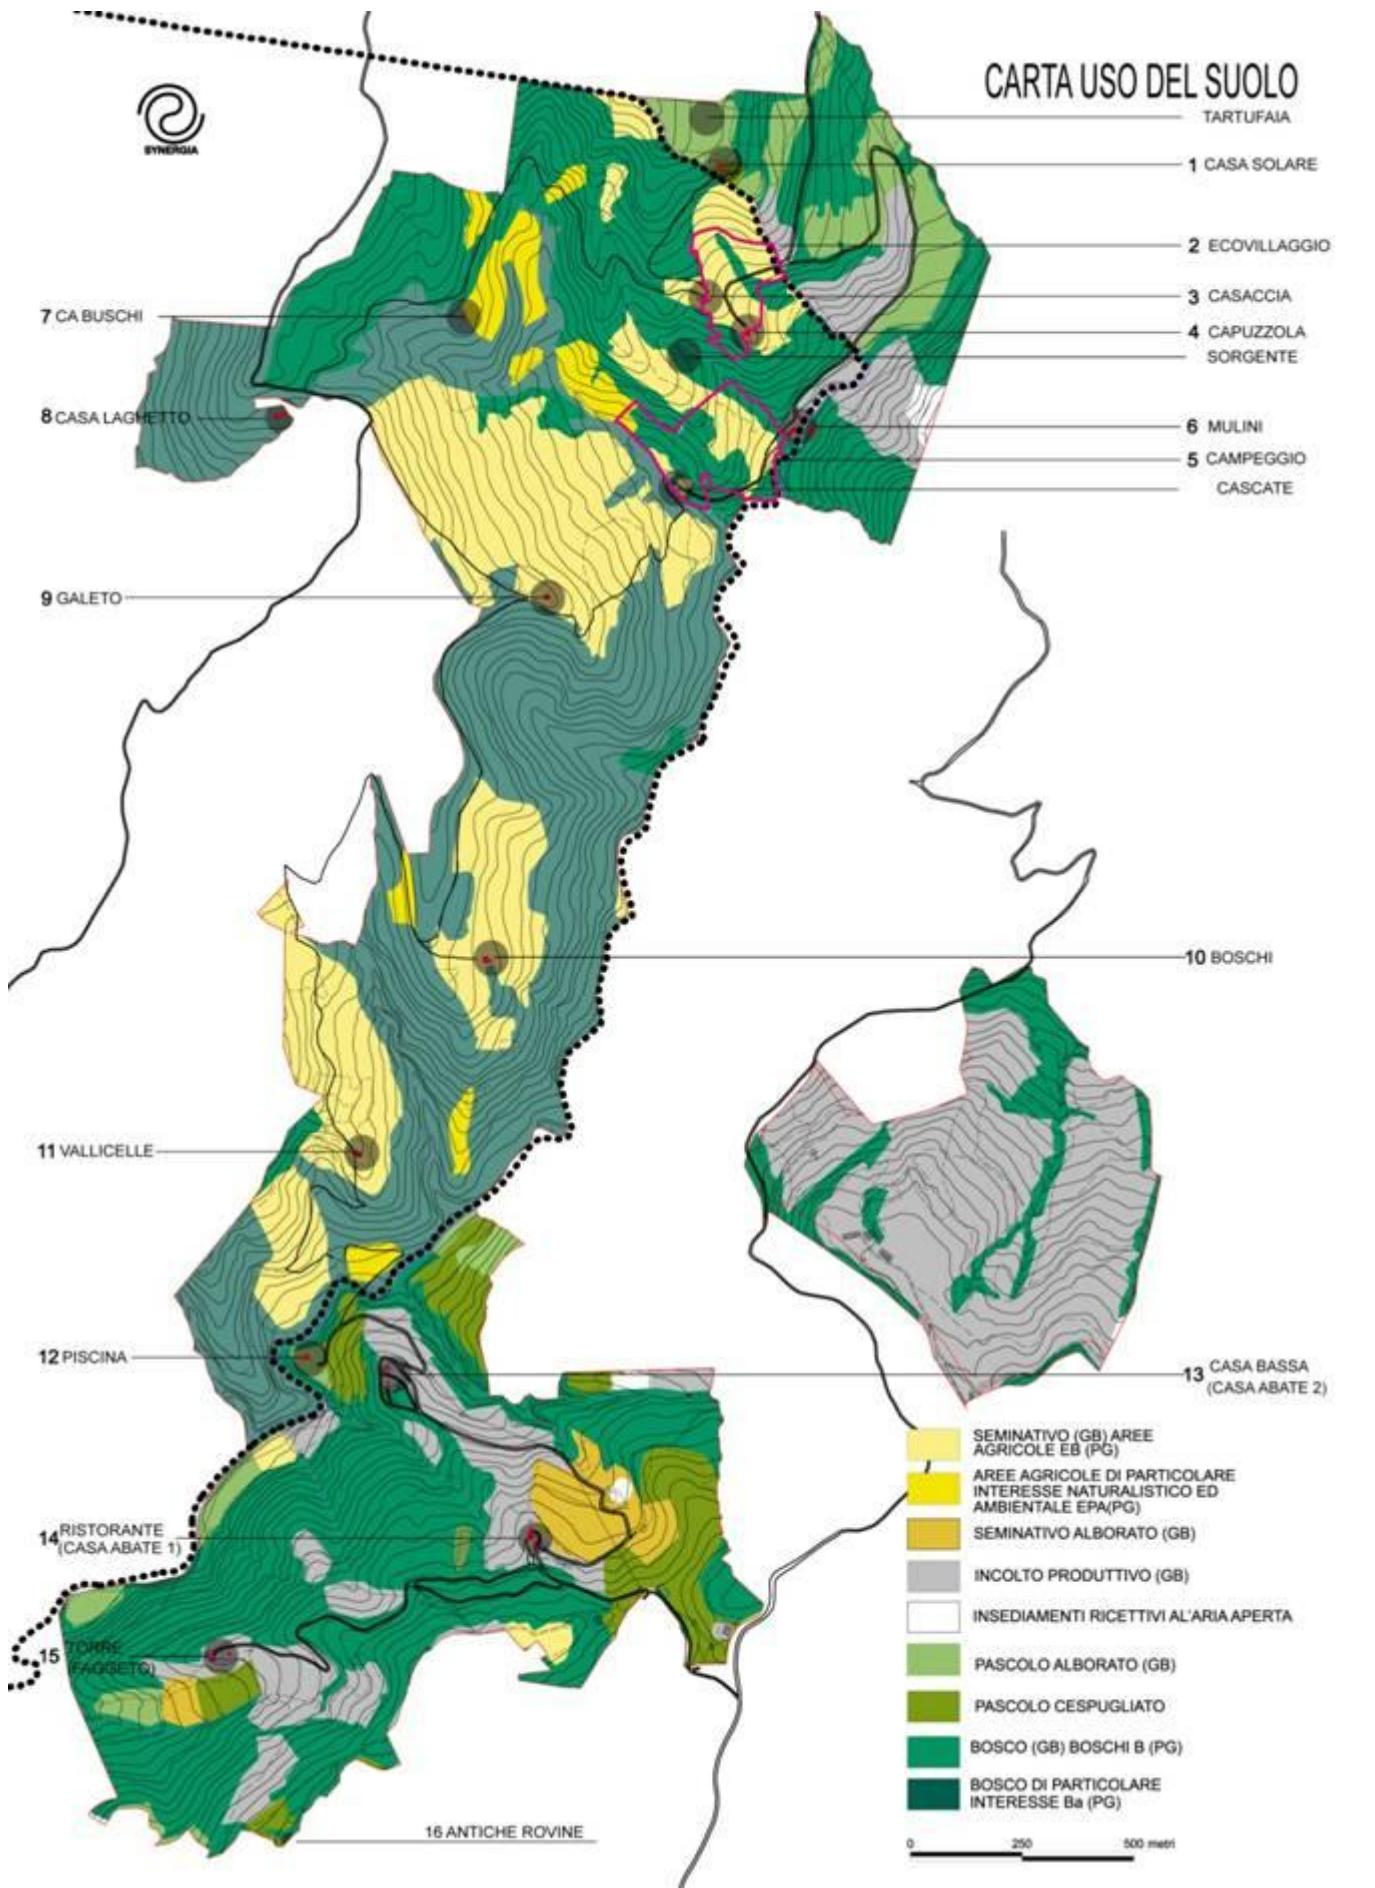 CARTA USO DEL SUOLO
SYNERGIA
TARTUFAIA
1 CASA SOLARE
2 ECOVILLAGGIO
3 CASACCIA
4 CAPUZZOLA
SORGENTE
6 MULINI
5 CAMPEGGIO
CASCATE
7 CA BUSCHI
8 CASA LAGHETTO
9 GALETO
10 BOSCHI
11 VALLICELLE
12 PISCINA
13 CASA BASSA
(CASA ABATE 2)
14 RISTORANTE
(CASA ABATE 1)
15 TORRE
(FAGGETO)
16 ANTICHE ROVINE
SEMINATIVO (GB) AREE
AGRICOLE EB (PG)
AREE AGRICOLE DI PARTICOLARE
INTERESSE NATURALISTICO ED
AMBIENTALE EPA(PG)
SEMINATIVO ALBORATO (GB)
INCOLTO PRODUTTIVO (GB)
INSEDIAMENTI RICETTIVI AL'ARIA APERTA
PASCOLO ALBORATO (GB)
PASCOLO CESPUGLIATO
BOSCO (GB) BOSCHI B (PG)
BOSCO DI PARTICOLARE
INTERESSE Ba (PG)
0 250 500 metri